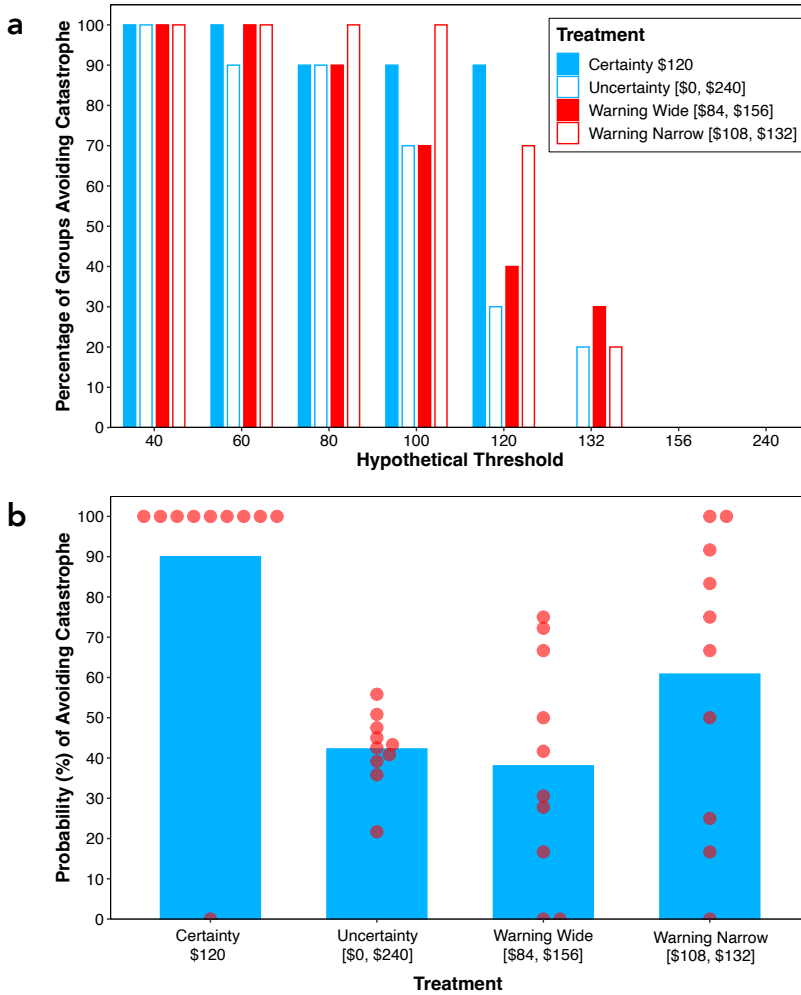 a
Percentage of Groups Avoiding Catastrophe
100
90
80
70
60
50
40
30
20
10
0
Treatment
Certainty $120
Uncertainty [$0, $240]
Warning Wide [$84, $156]
Warning Narrow [$108, $132]
40 60 80 100 120 132 156 240
Hypothetical Threshold
b
Probability (%) of Avoiding Catastrophe
100
90
80
70
60
50
40
30
20
10
0
Certainty
$120
Uncertainty
[$0, $240]
Warning Wide
[$84, $156]
Warning Narrow
[$108, $132]
Treatment